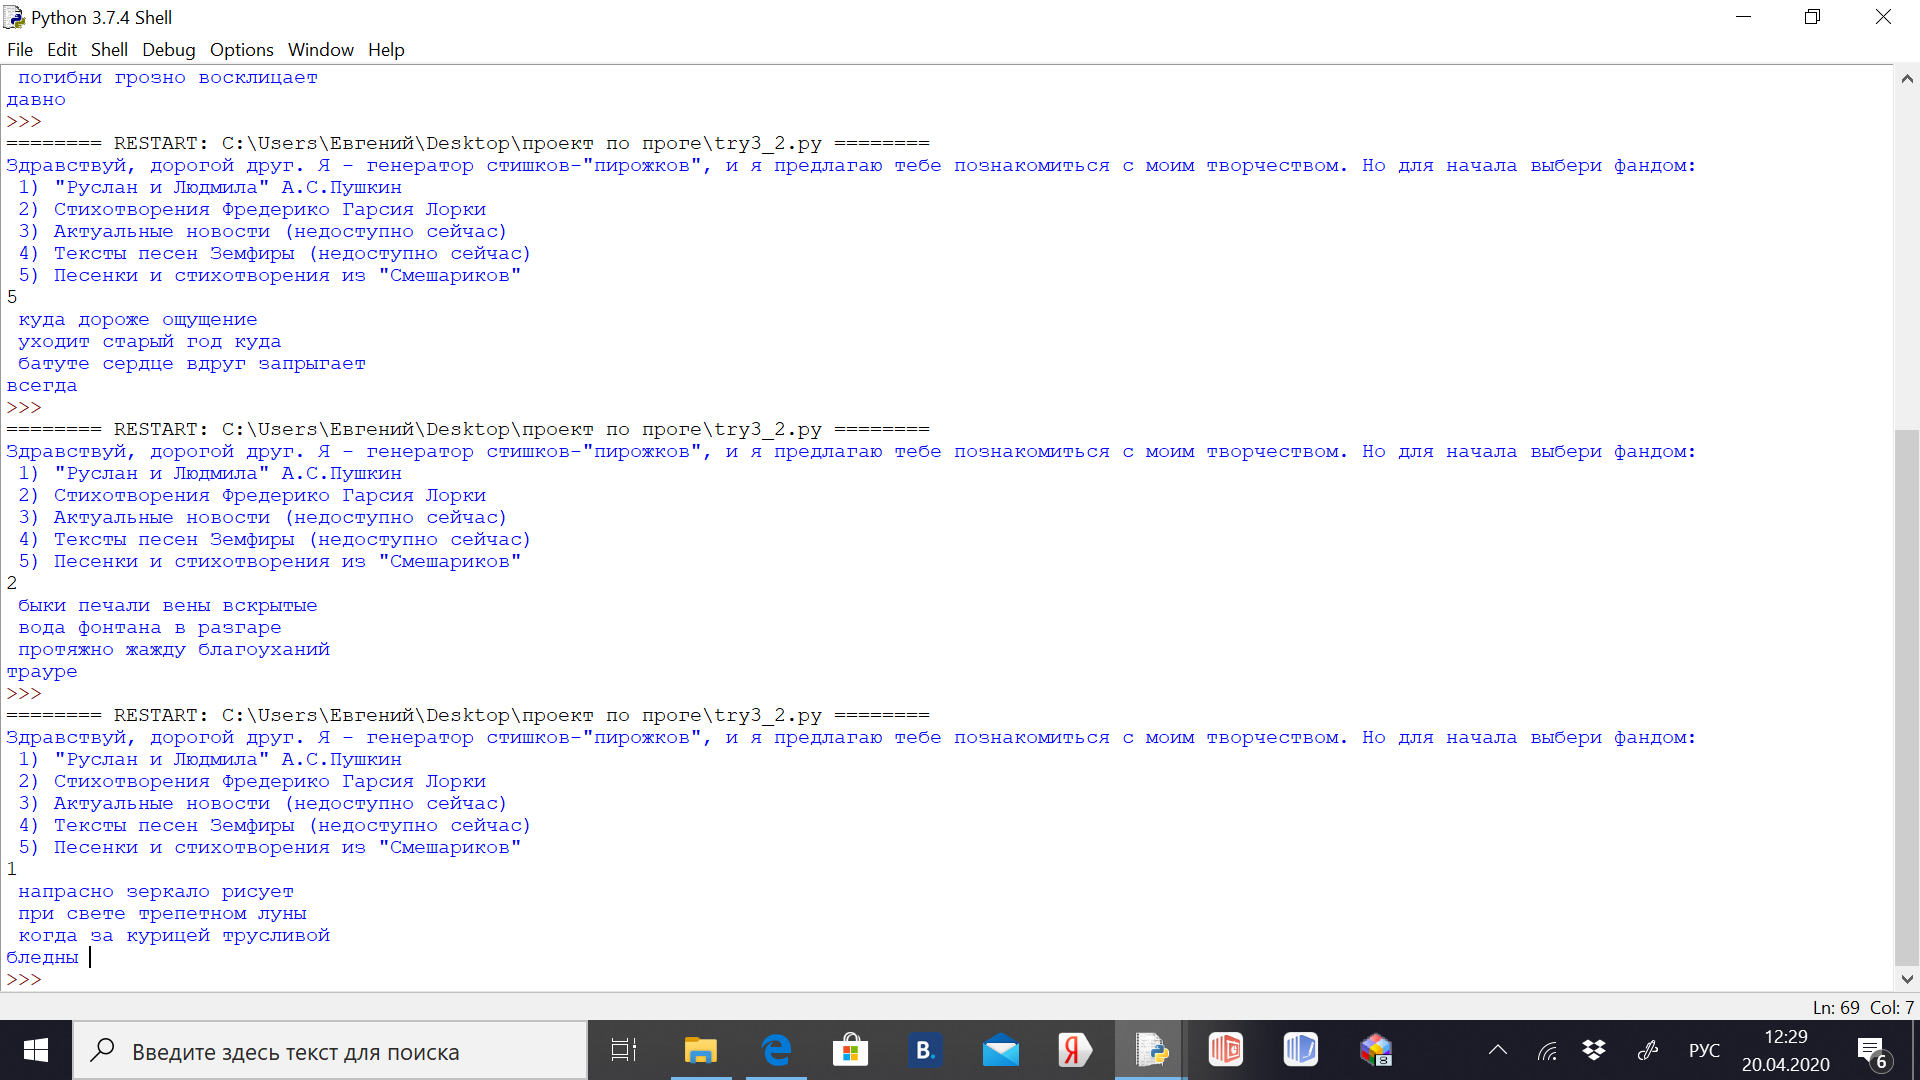 Python 3.7.4 Shell
File Edit Shell Debug Options Window Help
погибни грозно восклицает
давно
>>>
======== RESTART: C:\Users\Евгений\Desktop\проект по проге\try3_2.py ========
Здравствуй, дорогой друг. Я - генератор стишков-"пирожков", и я предлагаю тебе познакомиться с моим творчеством. Но для начала выбери фандом:
1) "Руслан и Людмила" А.С.Пушкин
2) Стихотворения Фредерико Гарсия Лорки
3) Актуальные новости (недоступно сейчас)
4) Тексты песен Земфиры (недоступно сейчас)
5) Песенки и стихотворения из "Смешариков"
5
куда дороже ощущение
уходит старый год куда
батуте сердце вдруг запрыгает
всегда
>>>
======== RESTART: C:\Users\Евгений\Desktop\проект по проге\try3_2.py ========
Здравствуй, дорогой друг. Я - генератор стишков-"пирожков", и я предлагаю тебе познакомиться с моим творчеством. Но для начала выбери фандом:
1) "Руслан и Людмила" А.С.Пушкин
2) Стихотворения Фредерико Гарсия Лорки
3) Актуальные новости (недоступно сейчас)
4) Тексты песен Земфиры (недоступно сейчас)
5) Песенки и стихотворения из "Смешариков"
2
быки печали вены вскрытые
вода фонтана в разгаре
протяжно жажду благоуханий
трауре
>>>
======== RESTART: C:\Users\Евгений\Desktop\проект по проге\try3_2.py ========
Здравствуй, дорогой друг. Я - генератор стишков-"пирожков", и я предлагаю тебе познакомиться с моим творчеством. Но для начала выбери фандом:
1) "Руслан и Людмила" А.С.Пушкин
2) Стихотворения Фредерико Гарсия Лорки
3) Актуальные новости (недоступно сейчас)
4) Тексты песен Земфиры (недоступно сейчас)
5) Песенки и стихотворения из "Смешариков"
1
напрасно зеркало рисует
при свете трепетном луны
когда за курицей трусливой
бледны
>>>
Ln: 69 Col: 7
Введите здесь текст для поиска
B.
Я
8
РУС
12:29
20.04.2020
6